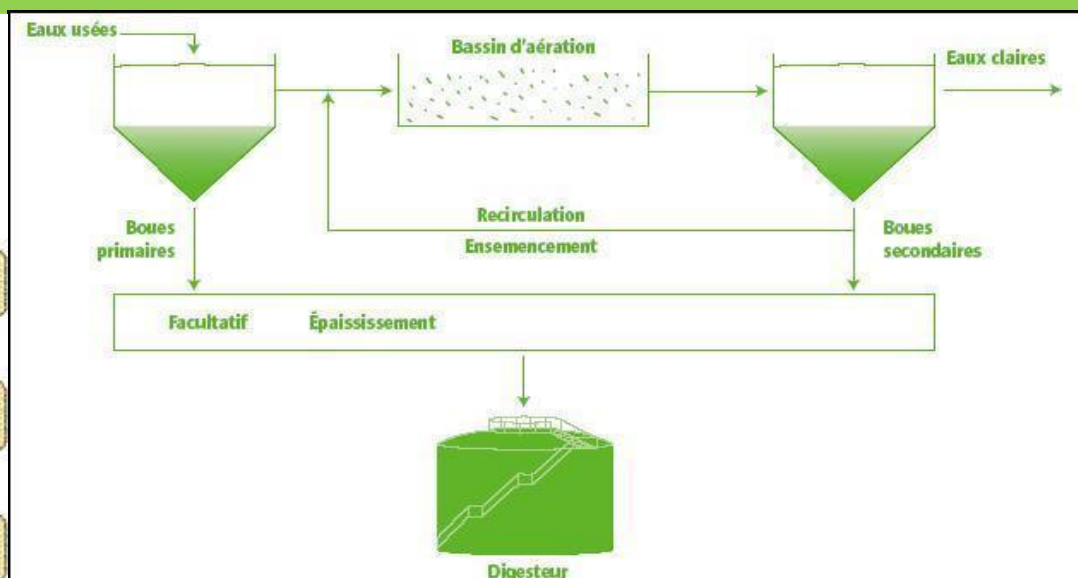 Eaux usées
Bassin d'aération
Eaux claires
Boues
primaires
Recirculation
Ensemencement
Boues
secondaires
Facultatif Épaississement
Digesteur